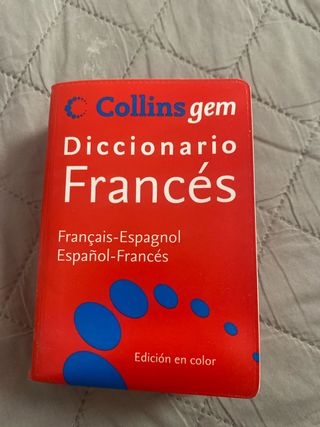 Collins gem
Diccionario
Francés
Français-Espagnol
Español-Francés
Edición en color